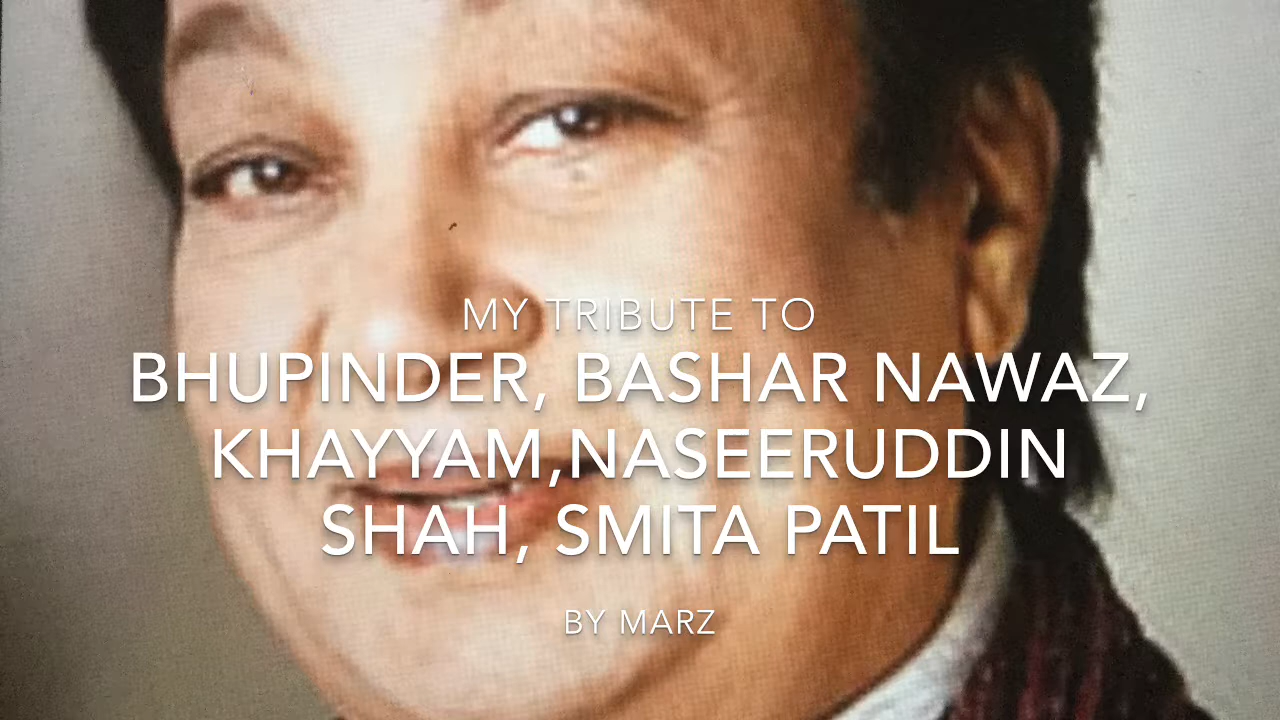 MY TRIBUTE TO
BHUPINDER, BASHAR NAWAZ,
KHAYYAM,NASEERUDDIN
SHAH, SMITA PATIL
BY MARZ